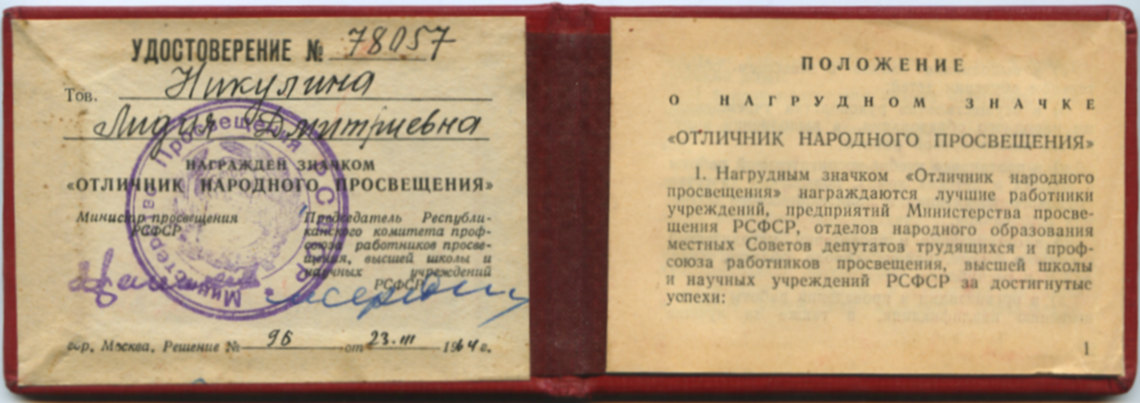 УДОСТОВЕРЕНИЕ № 78057
Тов. Никулина
Лидия Дмитриевна
НАГРАЖДЕН ЗНАЧКОМ
«ОТЛИЧНИК НАРОДНОГО ПРОСВЕЩЕНИЯ»
Министр просвещения
РСФСР
Председатель Республи-
канского комитета проф-
союза работников просве-
щения, высшей школы и
научных учреждений
РСФСР
Министерство Просвещения РСФСР
гор. Москва. Решение № 96 от 23.III 1964 г.
ПОЛОЖЕНИЕ
О НАГРУДНОМ ЗНАЧКЕ
«ОТЛИЧНИК НАРОДНОГО ПРОСВЕЩЕНИЯ»
1. Нагрудным значком «Отличник народного
просвещения» награждаются лучшие работники
учреждений, предприятий Министерства просве-
щения РСФСР, отделов народного образования
местных Советов депутатов трудящихся и проф-
союза работников просвещения, высшей школы
и научных учреждений РСФСР за достигнутые
успехи:
1